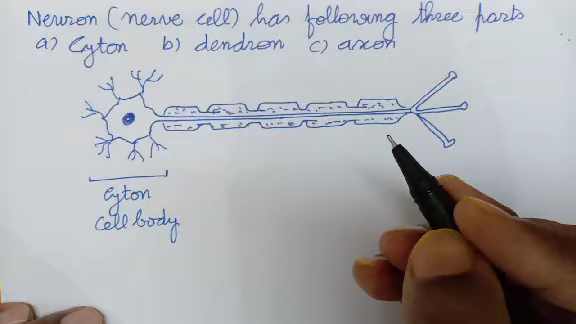 Neuron (nerve cell) has following three parts
a) Cyton b) dendron c) axon
Cyton
Cell body